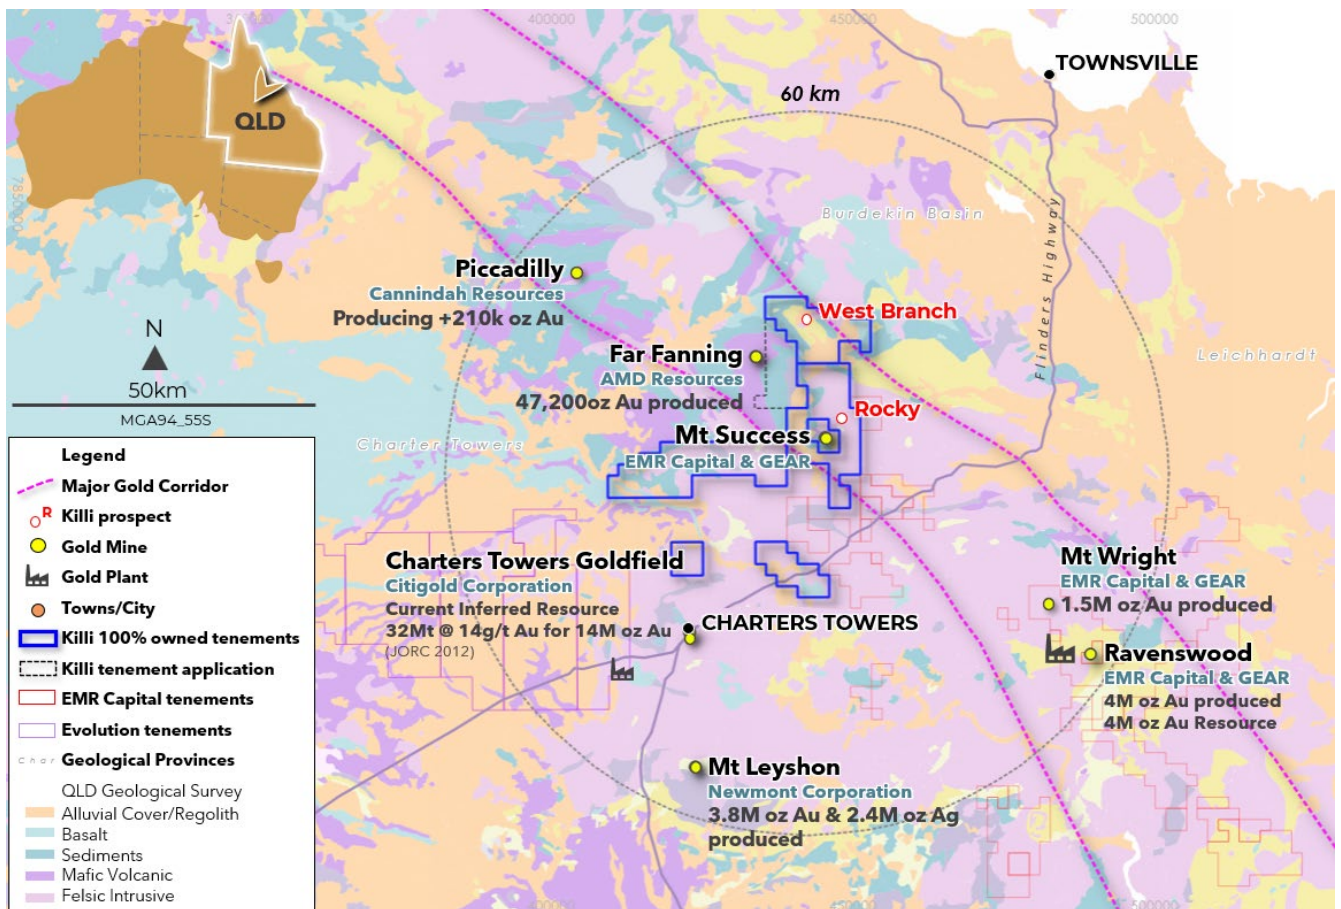 400000
450000
500000
TOWNSVILLE
60 km
QLD
Burdekin Basin
Flinders Highway
Piccadilly
Cannindah Resources
Producing +210k oz Au
West Branch
N
50km
MGA94_55S
Far Fanning
AMD Resources
47,200oz Au produced
Leichhardt
Rocky
Charter Towers
Mt Success
EMR Capital & GEAR
Legend
Major Gold Corridor
R
Killi prospect
Gold Mine
Gold Plant
Towns/City
Killi 100% owned tenements
Killi tenement application
EMR Capital tenements
Evolution tenements
Char
Geological Provinces
QLD Geological Survey
Alluvial Cover/Regolith
Basalt
Sediments
Mafic Volcanic
Felsic Intrusive
Charters Towers Goldfield
Citigold Corporation
Current Inferred Resource
32Mt @ 14g/t Au for 14M oz Au
(JORC 2012)
CHARTERS TOWERS
Mt Wright
EMR Capital & GEAR
1.5M oz Au produced
Ravenswood
EMR Capital & GEAR
4M oz Au produced
4M oz Au Resource
Mt Leyshon
Newmont Corporation
3.8M oz Au & 2.4M oz Ag
produced
400000
500000